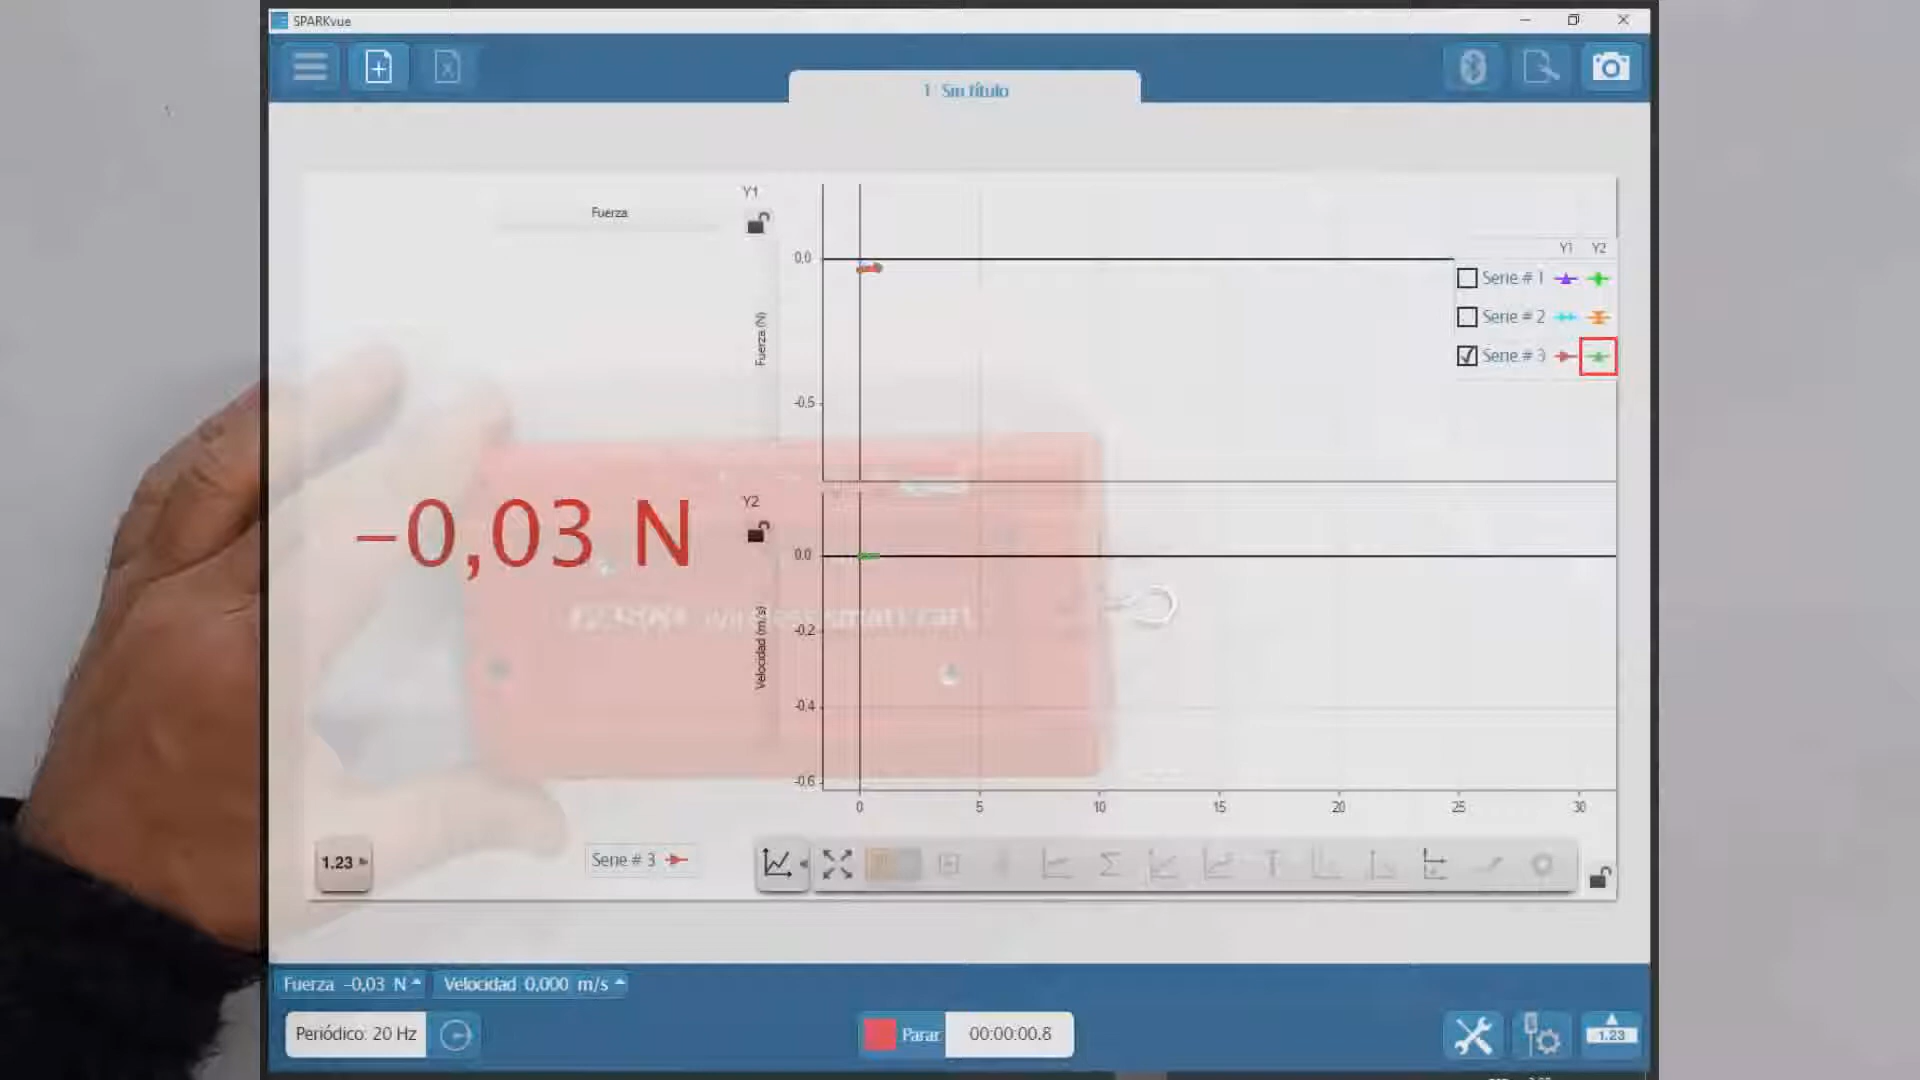 SPARKvue
1 Sin título
Y1
Fuerza
Fuerza (N)
0.0
-0.5
Y1 Y2
Serie # 1
Serie # 2
Serie # 3
−0,03 N
Y2
Velocidad (m/s)
0.0
-0.2
-0.4
-0.6
0 5 10 15 20 25 30
smart cart
1.23
Serie # 3
Fuerza -0,03 N
Velocidad 0,000 m/s
Periódico: 20 Hz
Parar
00:00:00.8
1.23